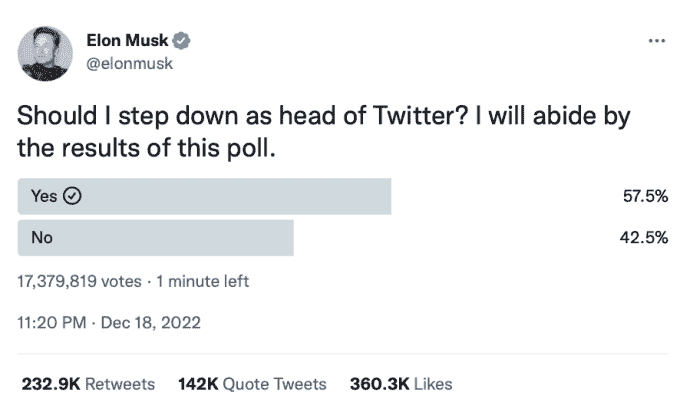 Elon Musk
@elonmusk
Should I step down as head of Twitter? I will abide by
the results of this poll.
Yes 57.5%
No 42.5%
17,379,819 votes · 1 minute left
11:20 PM · Dec 18, 2022
232.9K Retweets 142K Quote Tweets 360.3K Likes